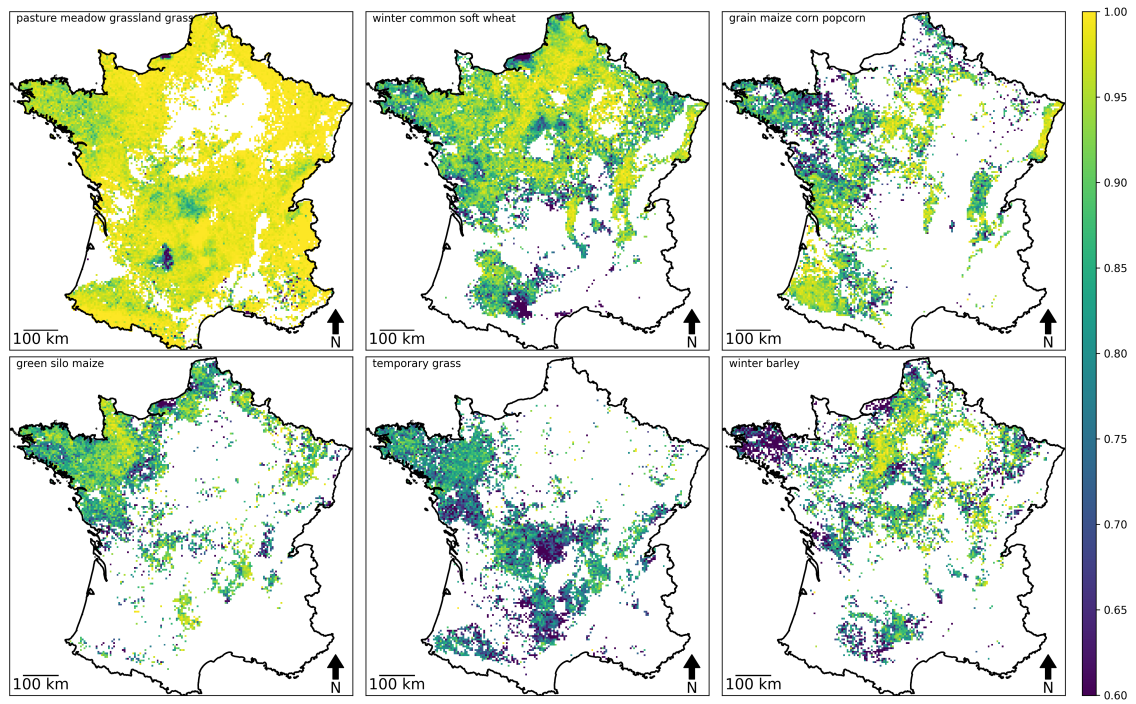 pasture meadow grassland grass
winter common soft wheat
grain maize corn popcorn
1.00
100 km
N
100 km
N
100 km
N
0.95
0.90
0.85
green silo maize
temporary grass
winter barley
0.80
0.75
0.70
0.65
100 km
N
100 km
N
100 km
N
0.60